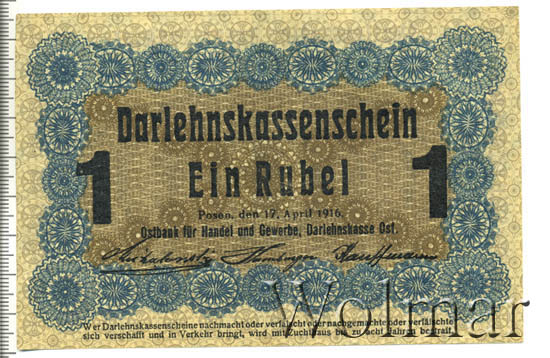 Darlehnskassenschein
1 Ein Rubel 1
Posen, den 17. April 1916.
Ostbank für Handel und Gewerbe, Darlehnskasse Ost.
Wer Darlehnskassenscheine nachmacht oder verfälscht oder nachgemachte oder verfälschte
sich verschafft und in Verkehr bringt, wird mit Zuchthaus bis zu acht Jahren bestraft.
Wolmar